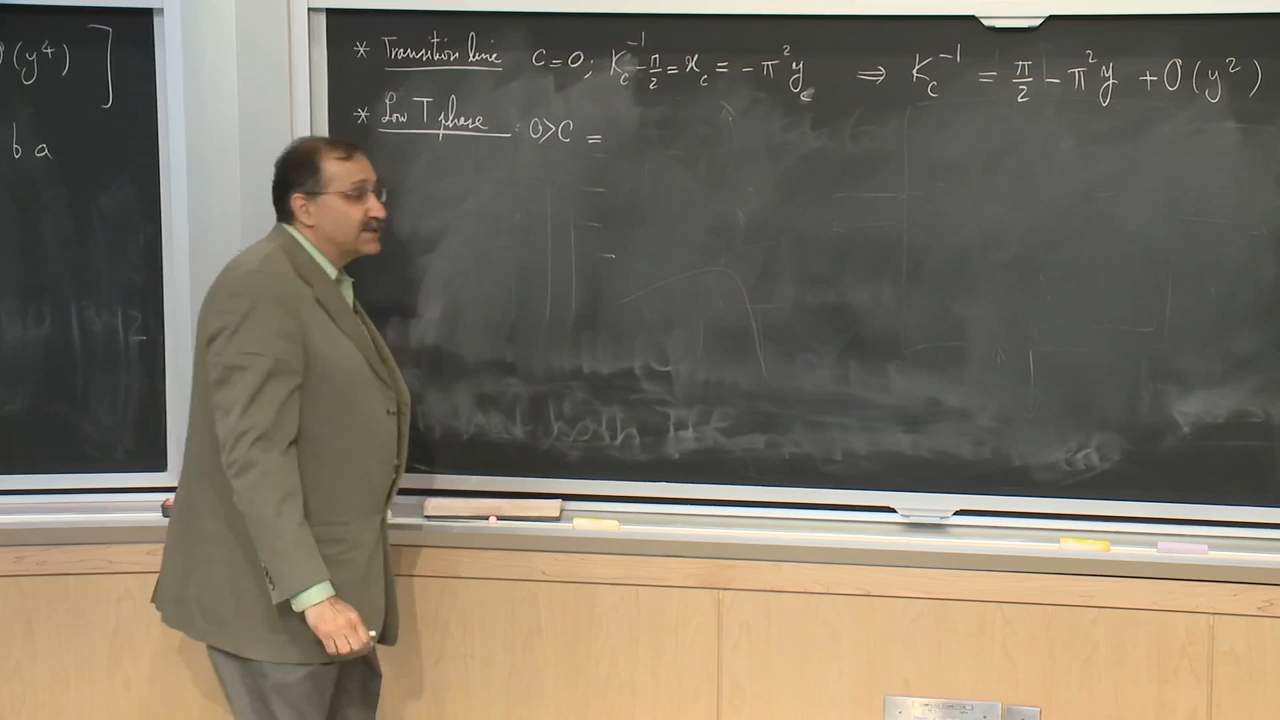 (y⁴) ]
b a
* Transition line C=0; K_c⁻¹ - π/2 = x_c = -π² y_c ⇒ K_c⁻¹ = π/2 - π² y + O(y²)
* Low T phase : 0>C =